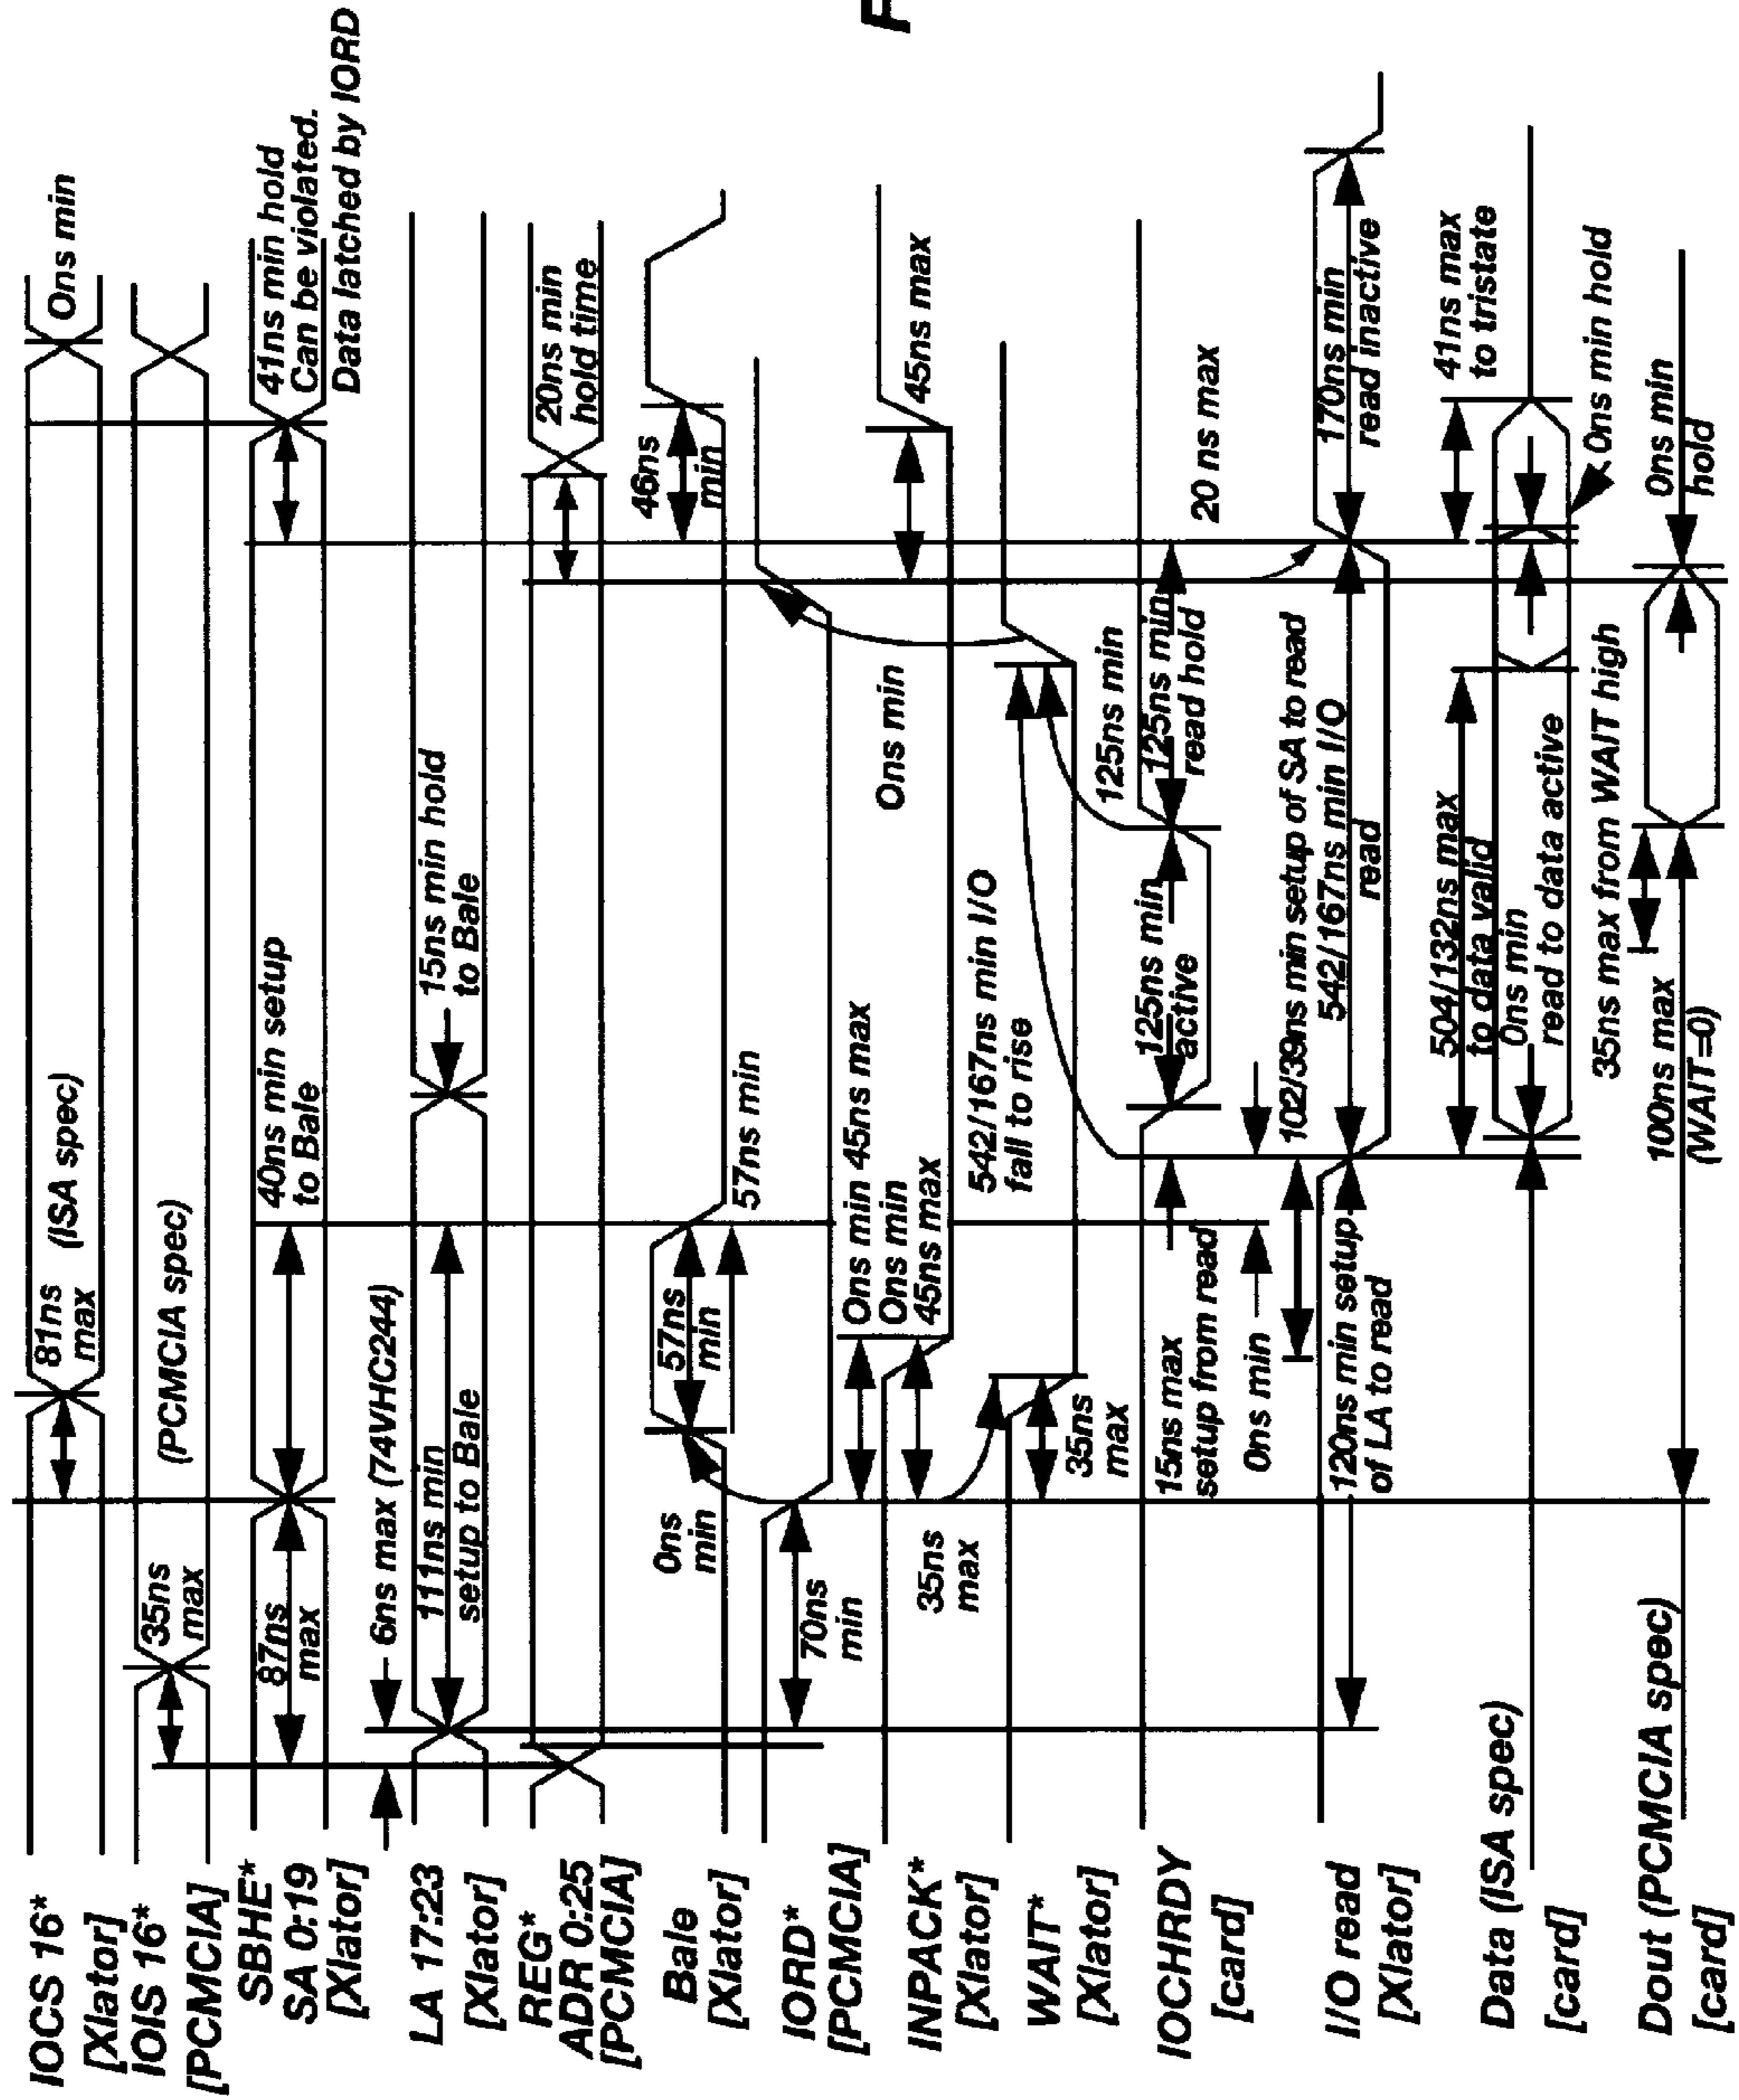 IOCS 16*
[Xlator]
IOIS 16*
[PCMCIA]
SBHE*
SA 0:19
[Xlator]
LA 17:23
[Xlator]
REG*
ADR 0:25
[PCMCIA]
Bale
[Xlator]
IORD*
[PCMCIA]
INPACK*
[Xlator]
WAIT*
[Xlator]
IOCHRDY
[card]
I/O read
[Xlator]
Data (ISA spec)
[card]
Dout (PCMCIA spec)
[card]
81ns
max
(ISA spec)
0ns min
35ns
max
(PCMCIA spec)
87ns
max
40ns min setup
to Bale
41ns min hold
Can be violated.
Data latched by IORD
6ns max (74VHC244)
111ns min
setup to Bale
15ns min hold
to Bale
20ns min
hold time
0ns
min
57ns
min
57ns min
46ns
min
70ns
min
0ns min 45ns max
0ns min
45ns max
45ns max
35ns
max
35ns
max
542/167ns min I/O
fall to rise
0ns min
125ns min
15ns max
setup from read
125ns min
active
125ns min
read hold
20 ns max
0ns min
102/39ns min setup of SA to read
120ns min setup
of LA to read
542/167ns min I/O
read
170ns min
read inactive
504/132ns max
to data valid
0ns min
read to data active
41ns max
to tristate
0ns min hold
35ns max from WAIT high
100ns max
(WAIT=0)
0ns min
hold